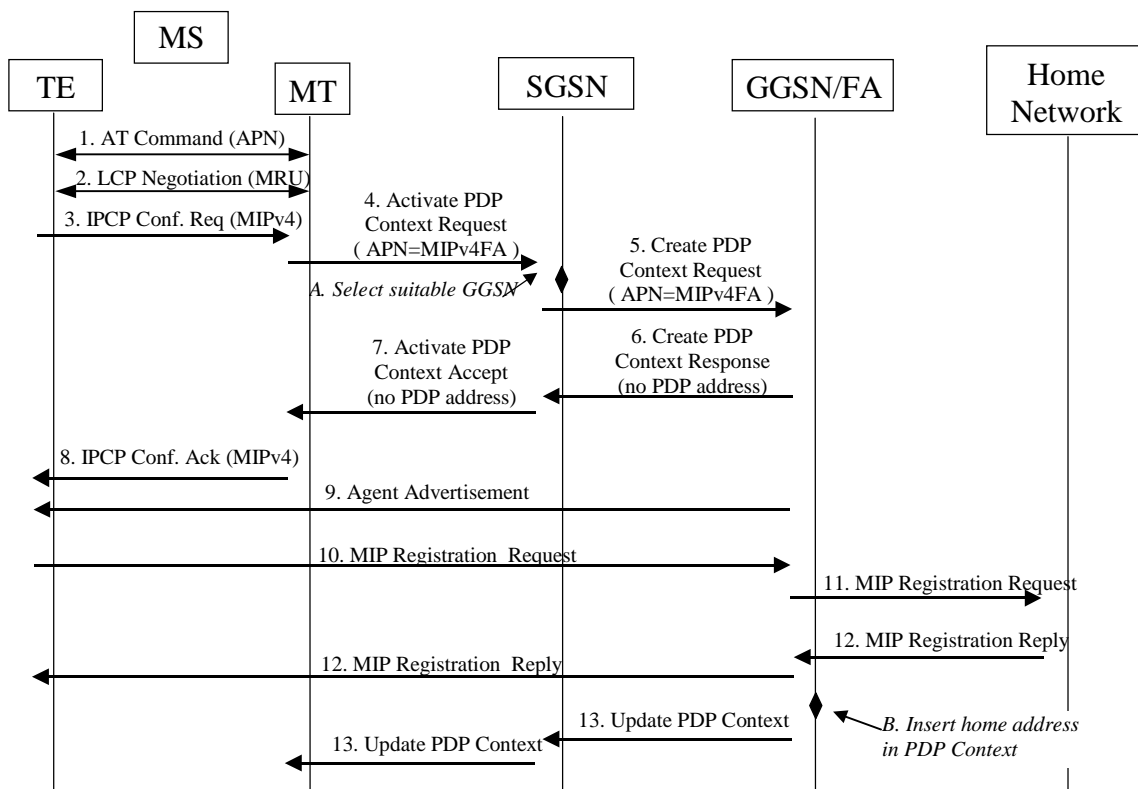 MS
TE
MT
SGSN
GGSN/FA
Home
Network
1. AT Command (APN)
2. LCP Negotiation (MRU)
3. IPCP Conf. Req (MIPv4)
4. Activate PDP
Context Request
( APN=MIPv4FA )
A. Select suitable GGSN
5. Create PDP
Context Request
( APN=MIPv4FA )
6. Create PDP
Context Response
(no PDP address)
7. Activate PDP
Context Accept
(no PDP address)
8. IPCP Conf. Ack (MIPv4)
9. Agent Advertisement
10. MIP Registration Request
11. MIP Registration Request
12. MIP Registration Reply
12. MIP Registration Reply
B. Insert home address
in PDP Context
13. Update PDP Context
13. Update PDP Context